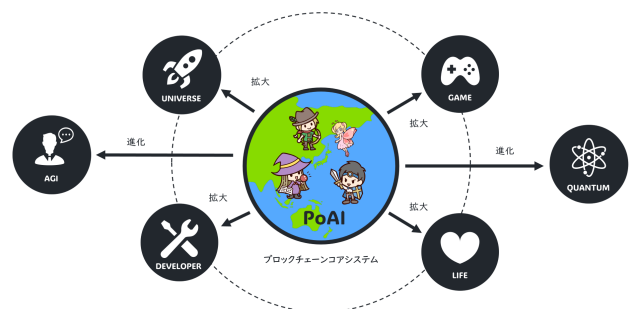 UNIVERSE
拡大
GAME
拡大
進化
進化
AGI
QUANTUM
拡大
拡大
PoAI
DEVELOPER
ブロックチェーンコアシステム
LIFE